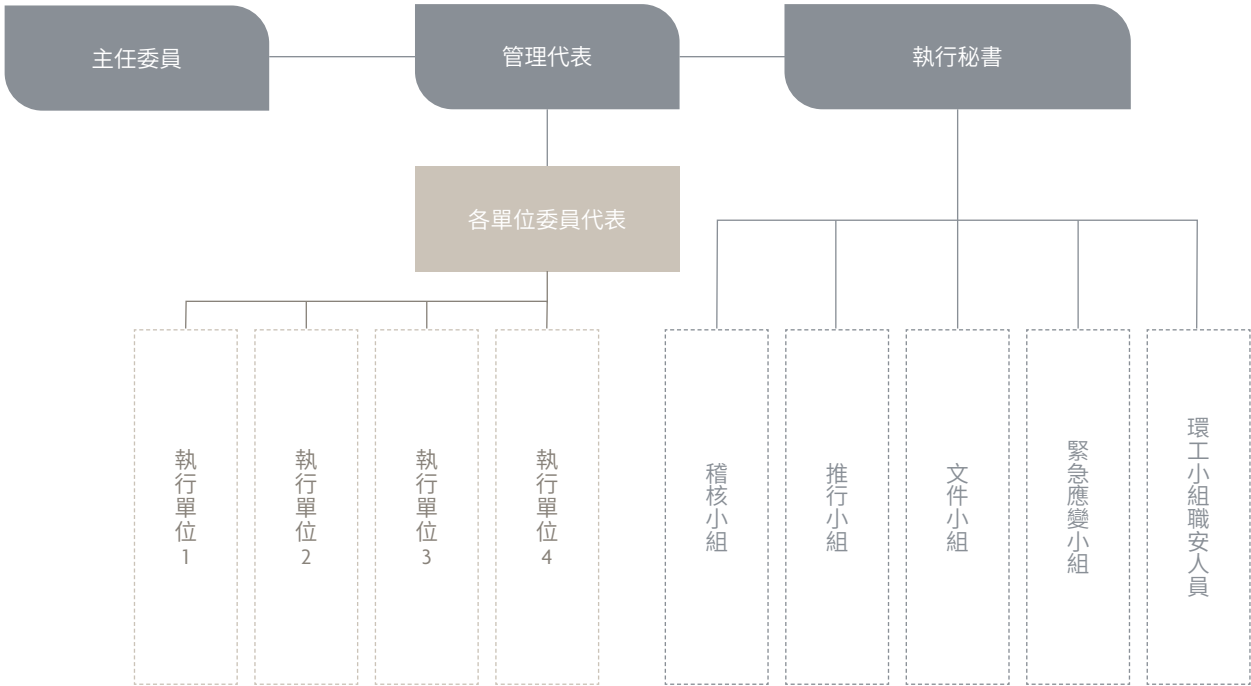 主任委員
管理代表
執行秘書
各單位委員代表
執行單位1
執行單位2
執行單位3
執行單位4
稽核小組
推行小組
文件小組
緊急應變小組
環工小組職安人員